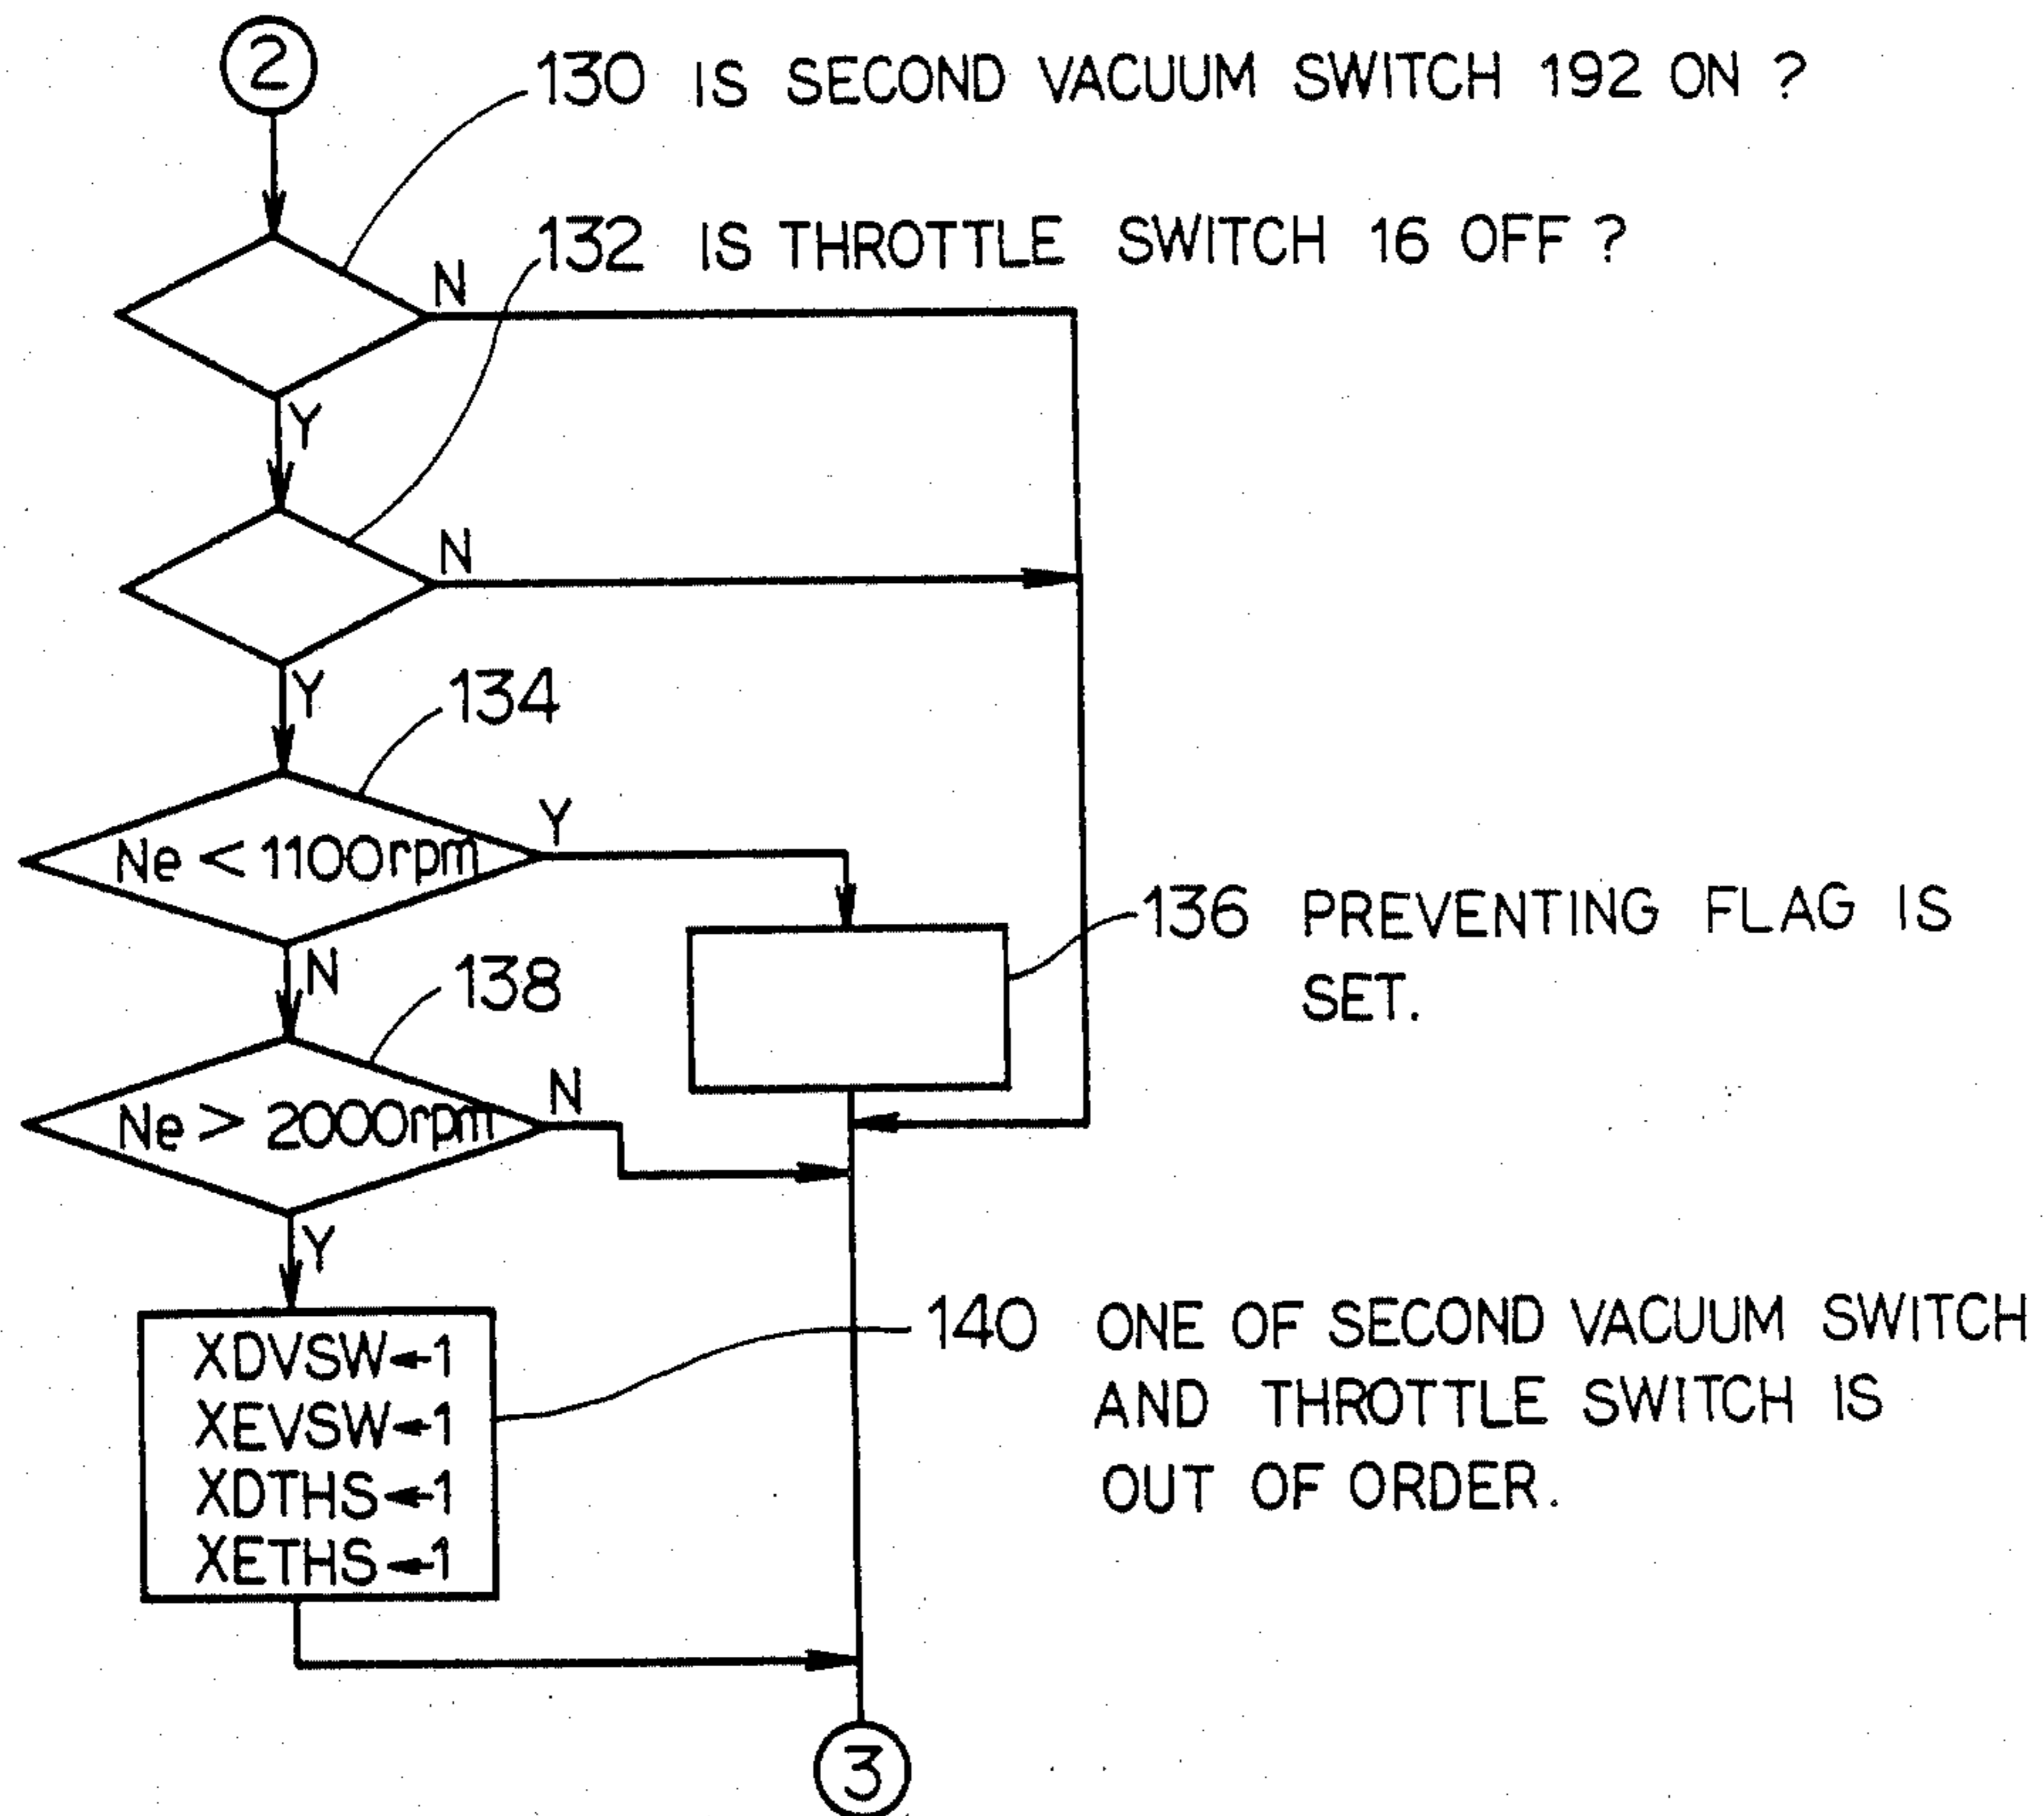 2
130 IS SECOND VACUUM SWITCH 192 ON ?
132 IS THROTTLE SWITCH 16 OFF ?
N
Y
N
Y
134
Ne < 1100rpm
Y
136 PREVENTING FLAG IS
SET.
N
138
Ne > 2000rpm
N
Y
XDVSW←1
XEVSW←1
XDTHS←1
XETHS←1
140 ONE OF SECOND VACUUM SWITCH
AND THROTTLE SWITCH IS
OUT OF ORDER.
3